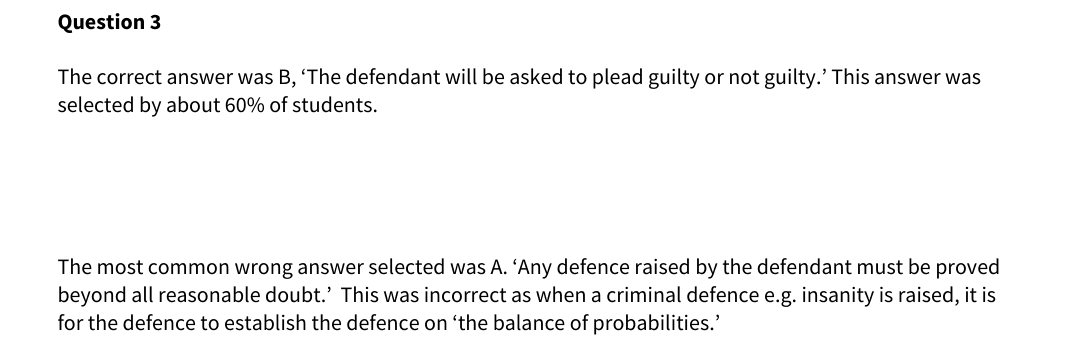 Question 3
The correct answer was B, ‘The defendant will be asked to plead guilty or not guilty.’ This answer was
selected by about 60% of students.
The most common wrong answer selected was A. ‘Any defence raised by the defendant must be proved
beyond all reasonable doubt.’  This was incorrect as when a criminal defence e.g. insanity is raised, it is
for the defence to establish the defence on ‘the balance of probabilities.’